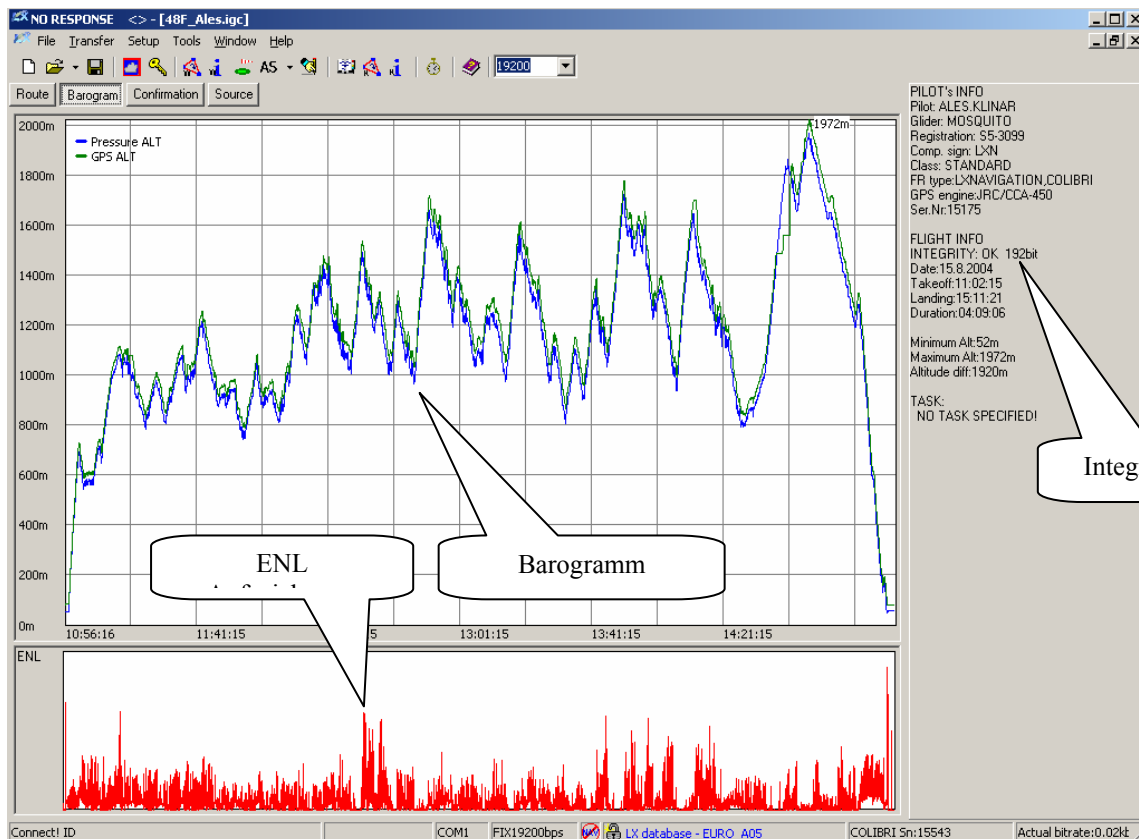 NO RESPONSE <> - [48F_Ales.igc]
File Transfer Setup Tools Window Help
AS 19200
Route Barogram Confirmation Source
2000m
1800m
1600m
1400m
1200m
1000m
800m
600m
400m
200m
0m
Pressure ALT
GPS ALT
1972m
ENL
Barogramm
10:56:16 11:41:15 13:01:15 13:41:15 14:21:15
ENL
PILOT's INFO
Pilot: ALES.KLINAR
Glider: MOSQUITO
Registration: S5-3099
Comp. sign: LXN
Class: STANDARD
FR type:LXNAVIGATION,COLIBRI
GPS engine:JRC/CCA-450
Ser.Nr:15175
FLIGHT INFO
INTEGRITY: OK 192bit
Date:15.8.2004
Takeoff:11:02:15
Landing:15:11:21
Duration:04:09:06
Minimum Alt:52m
Maximum Alt:1972m
Altitude diff:1920m
TASK:
NO TASK SPECIFIED!
Integ
Connect! ID COM1 FIX19200bps LX database - EURO_A05 COLIBRI Sn:15543 Actual bitrate:0.02kb